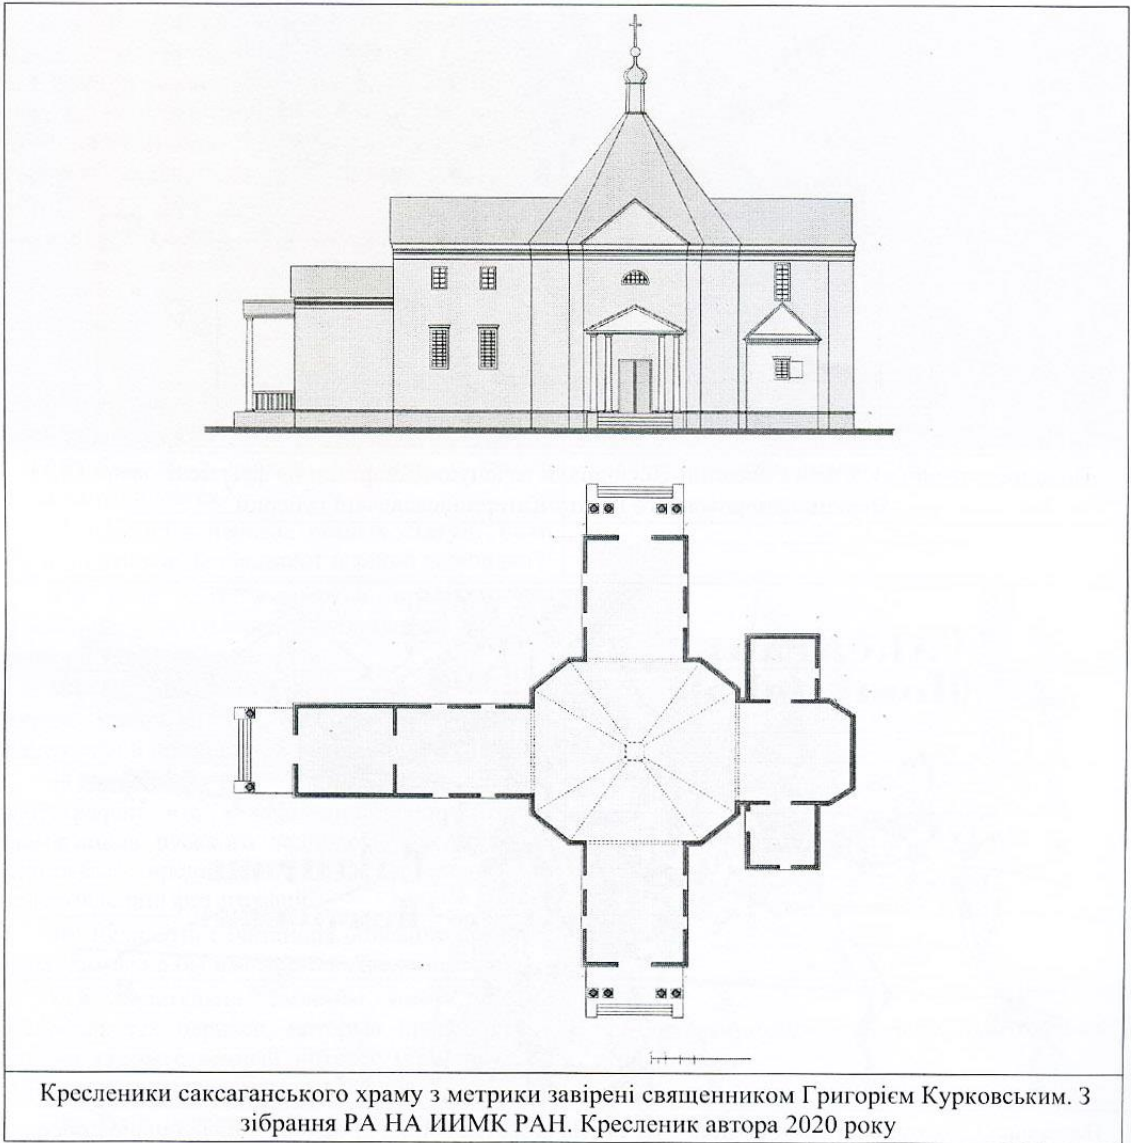 Кресленики саксаганського храму з метрики завірені священником Григорієм Курковським. З
зібрання РА НА ИИМК РАН. Кресленик автора 2020 року